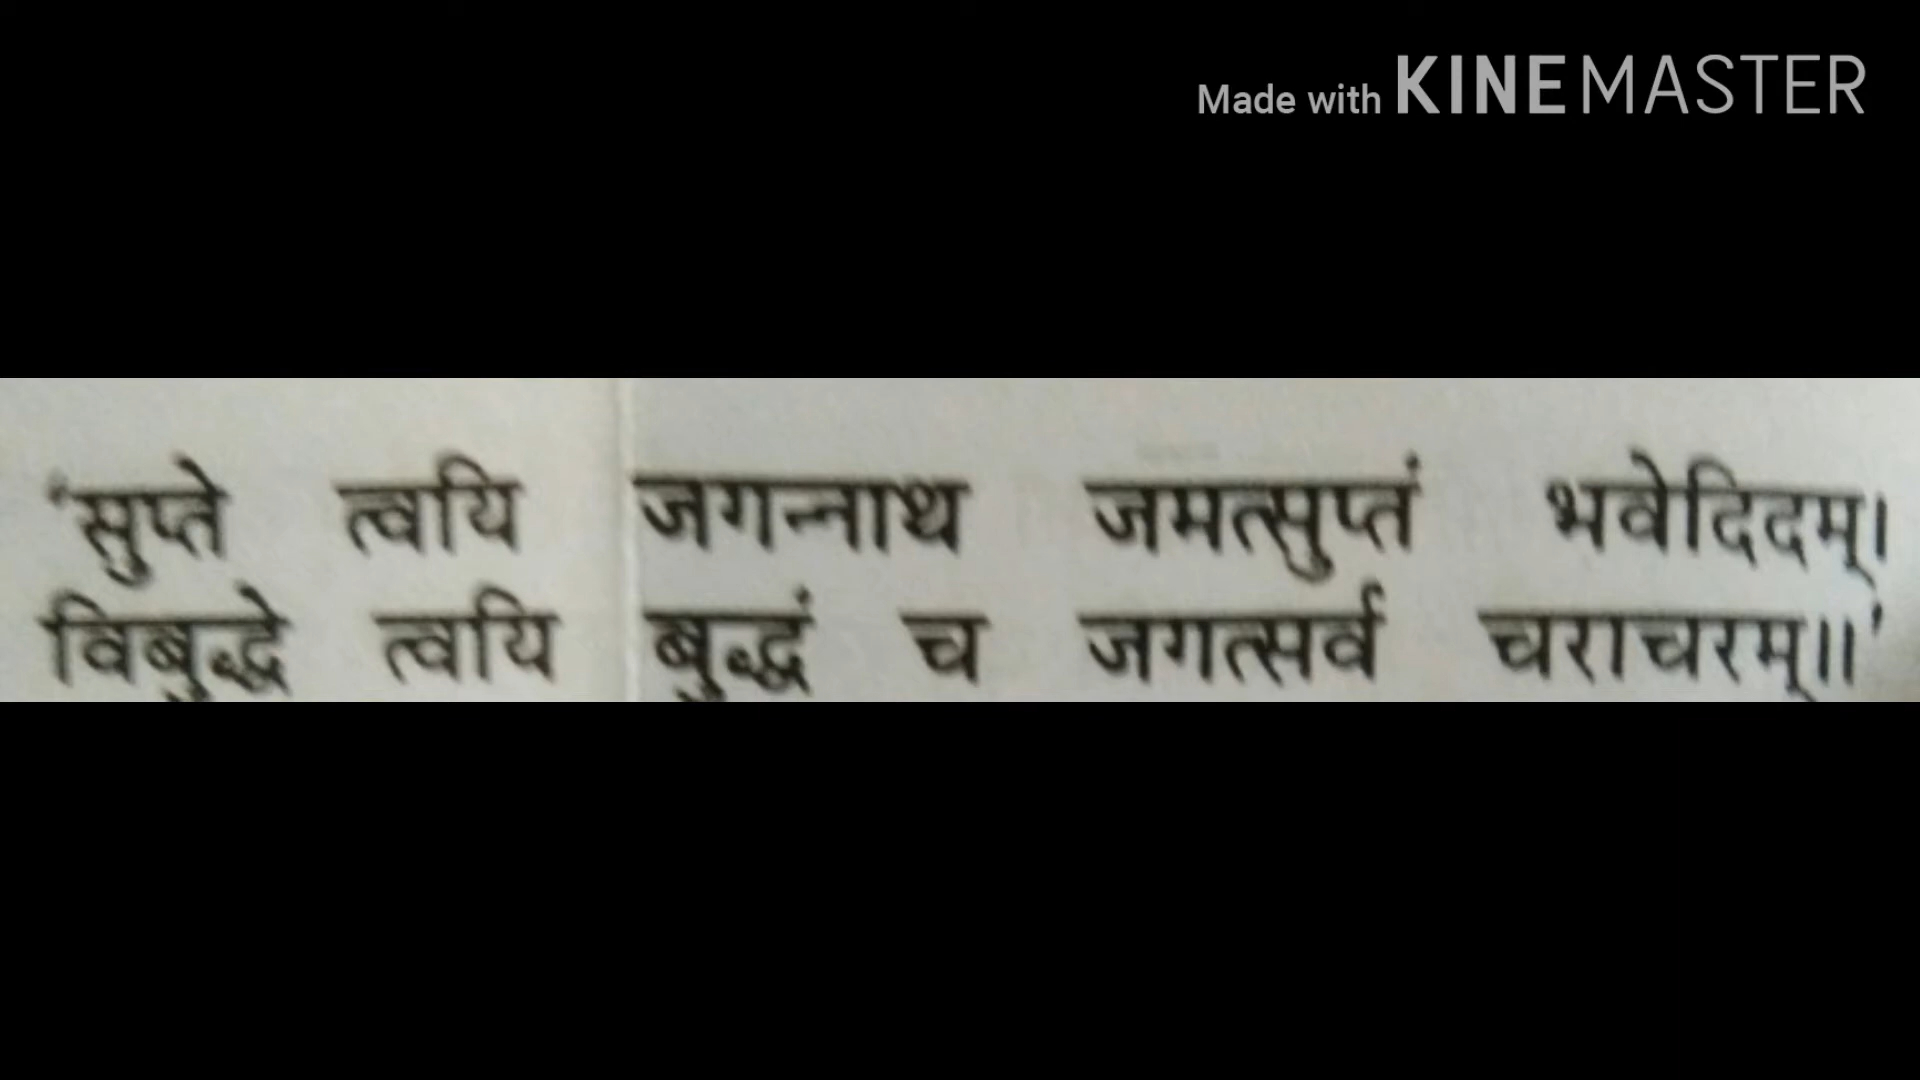 Made with KINEMASTER
'सुप्ते त्वयि जगन्नाथ जमत्सुप्तं भवेदिदम्।
विबुद्धे त्वयि बुद्धं च जगत्सर्व चराचरम्॥'